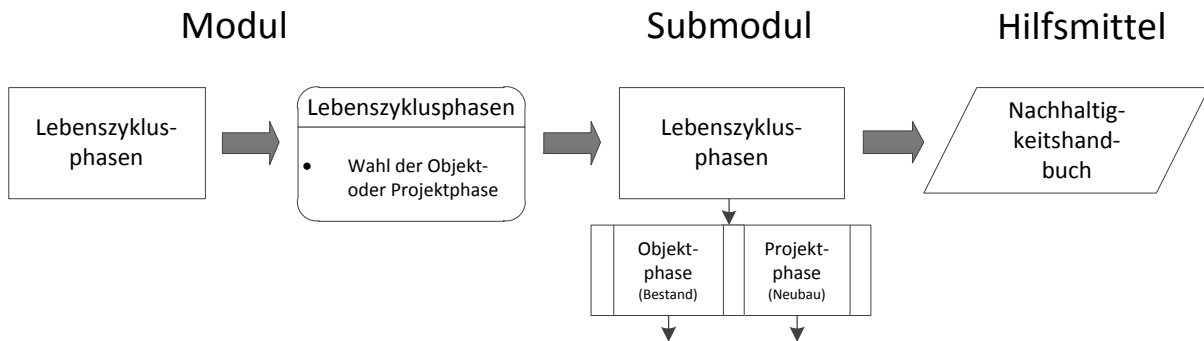 Modul
Submodul
Hilfsmittel
Lebenszyklus-
phasen
Lebenszyklusphasen
• Wahl der Objekt-
oder Projektphase
Lebenszyklus-
phasen
Nachhaltig-
keitshand-
buch
Objekt-
phase
(Bestand)
Projekt-
phase
(Neubau)